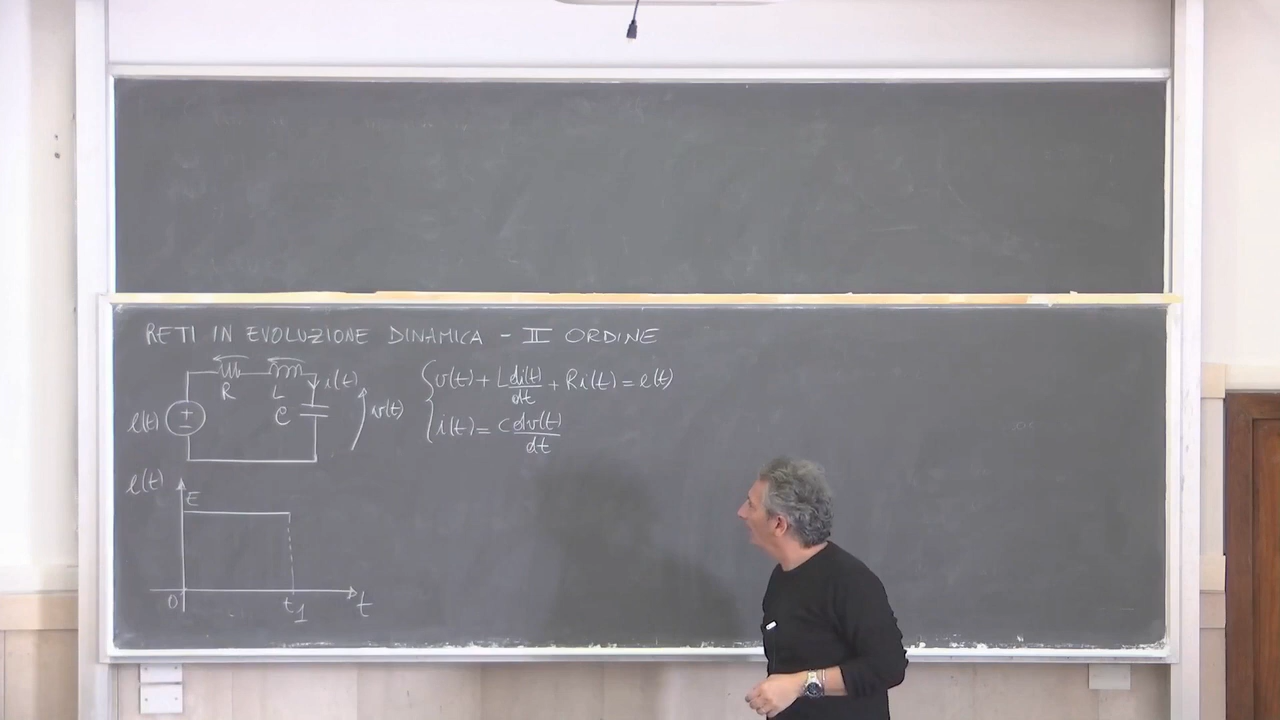 RETI IN EVOLUZIONE DINAMICA - II ORDINE
R L i(t)
e(t) + - C v(t)
v(t) + L di(t)/dt + Ri(t) = e(t)
i(t) = C dv(t)/dt
e(t)
E
0 t1 t